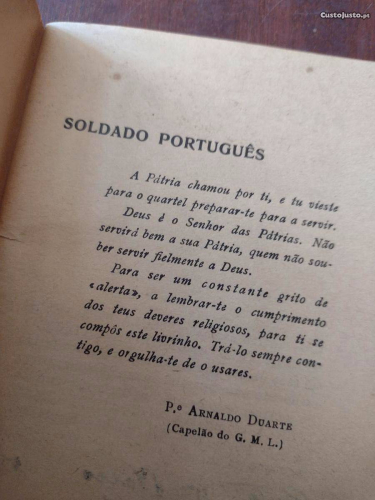 CustoJusto.pt
SOLDADO PORTUGUÊS
A Pátria chamou por ti, e tu vieste
para o quartel preparar-te para a servir.
Deus é o Senhor das Pátrias. Não
servirá bem a sua Pátria, quem não sou-
ber servir fielmente a Deus.
Para ser um constante grito de
«alerta», a lembrar-te o cumprimento
dos teus deveres religiosos, para ti se
compôs este livrinho. Trá-lo sempre con-
tigo, e orgulha-te de o usares.
P.º ARNALDO DUARTE
(Capelão do G. M. L.)